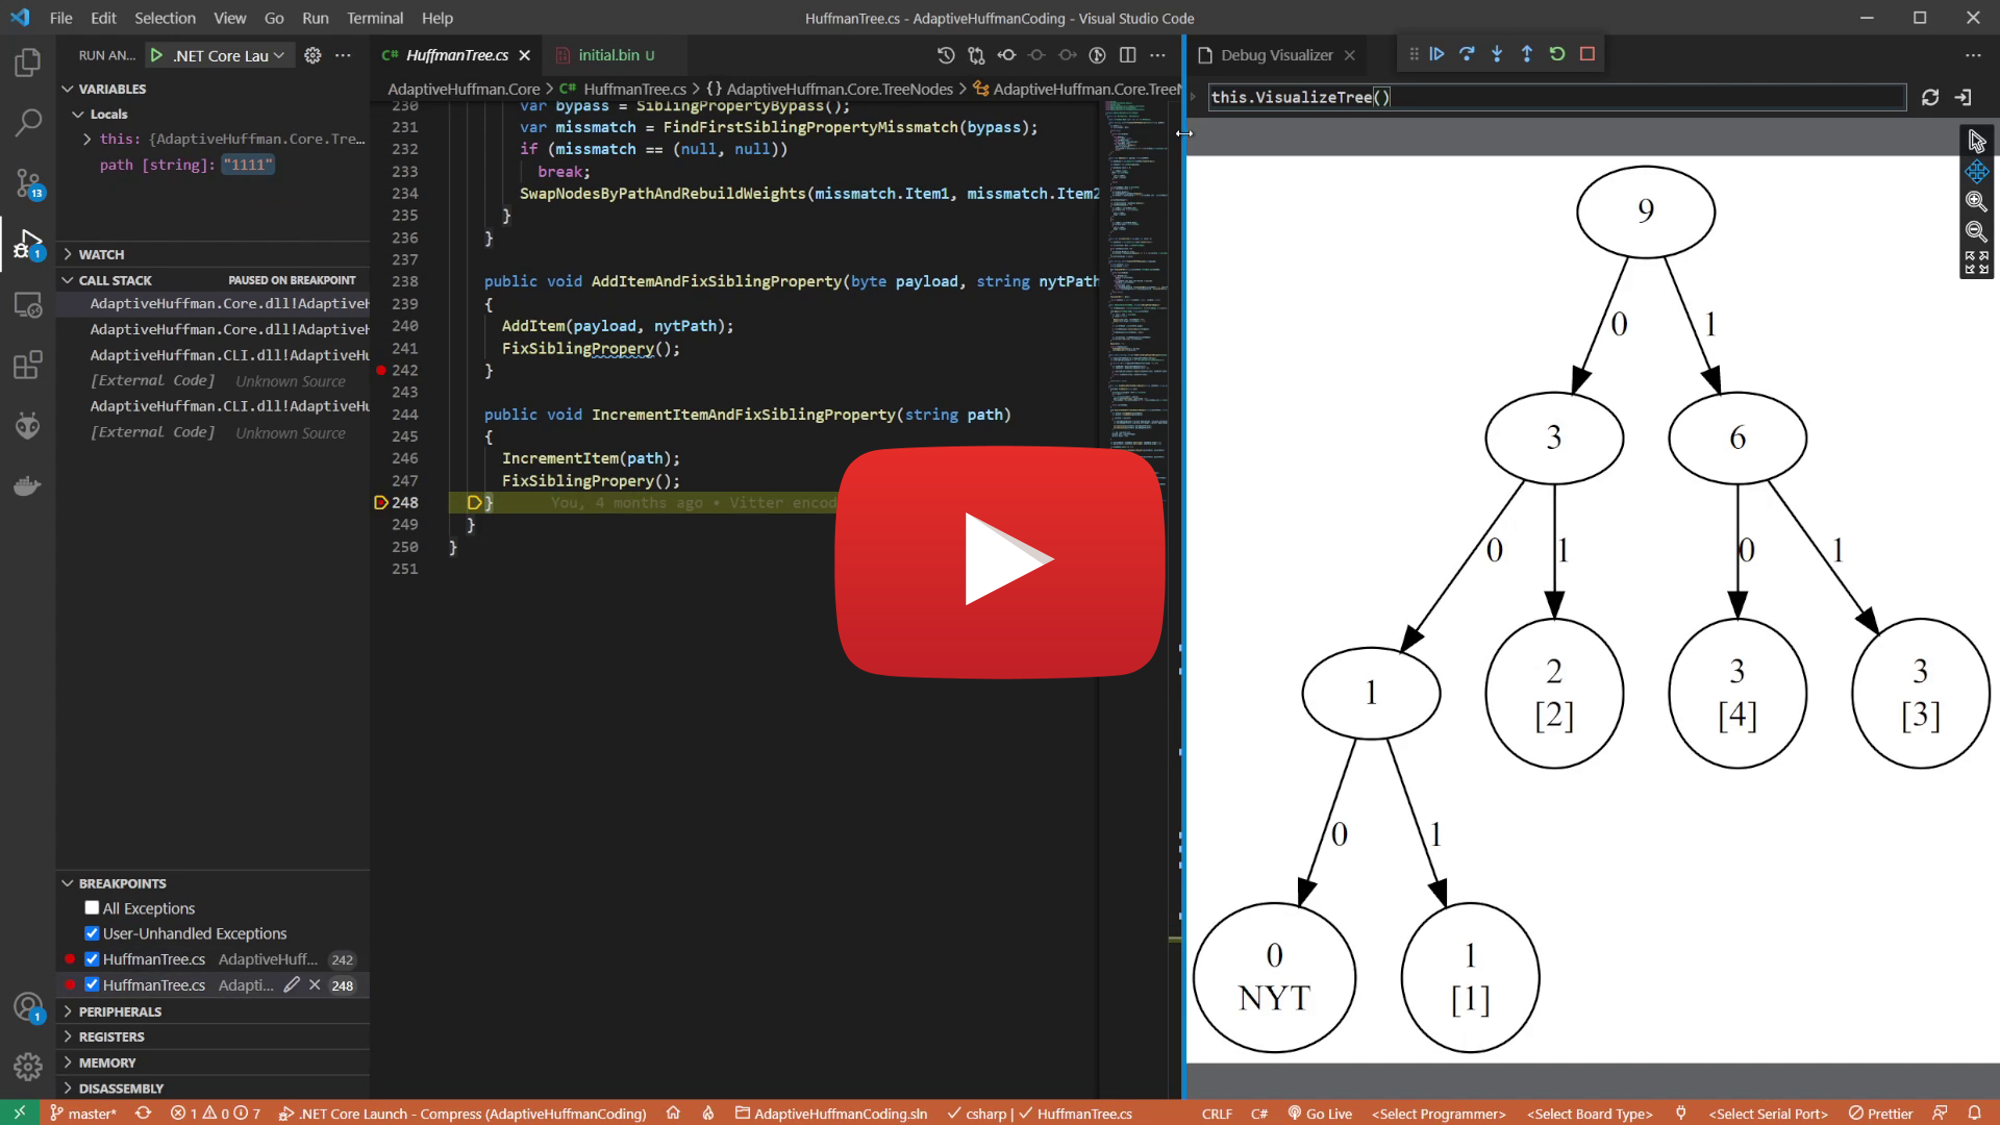 File Edit Selection View Go Run Terminal Help
HuffmanTree.cs - AdaptiveHuffmanCoding - Visual Studio Code
RUN AN... .NET Core Lau
VARIABLES
Locals
this: {AdaptiveHuffman.Core.Tre...
path [string]: "1111"
WATCH
CALL STACK PAUSED ON BREAKPOINT
AdaptiveHuffman.Core.dll!AdaptiveH
AdaptiveHuffman.Core.dll!AdaptiveH
AdaptiveHuffman.CLI.dll!AdaptiveHu
[External Code] Unknown Source
AdaptiveHuffman.CLI.dll!AdaptiveHu
[External Code] Unknown Source
13
1
BREAKPOINTS
All Exceptions
User-Unhandled Exceptions
HuffmanTree.cs AdaptiveHuff... 242
HuffmanTree.cs Adapti... 248
PERIPHERALS
REGISTERS
MEMORY
DISASSEMBLY
1
C# HuffmanTree.cs
initial.bin U
AdaptiveHuffman.Core > C# HuffmanTree.cs > {} AdaptiveHuffman.Core.TreeNodes > AdaptiveHuffman.Core.TreeN
230 var bypass = SiblingPropertyBypass();
231 var missmatch = FindFirstSiblingPropertyMissmatch(bypass);
232 if (missmatch == (null, null))
233 break;
234 SwapNodesByPathAndRebuildWeights(missmatch.Item1, missmatch.Item2
235 }
236 }
237
238 public void AddItemAndFixSiblingProperty(byte payload, string nytPath
239 {
240 AddItem(payload, nytPath);
241 FixSiblingPropery();
242 }
243
244 public void IncrementItemAndFixSiblingProperty(string path)
245 {
246 IncrementItem(path);
247 FixSiblingPropery();
248 } You, 4 months ago • Vitter encod
249 }
250 }
251
Debug Visualizer
this.VisualizeTree()
9
0 1
3 6
0 1 0 1
1
2
[2]
3
[4]
3
[3]
0 1
0
NYT
1
[1]
master* 1 0 7 .NET Core Launch - Compress (AdaptiveHuffmanCoding) AdaptiveHuffmanCoding.sln csharp | HuffmanTree.cs CRLF C# Go Live <Select Programmer> <Select Board Type> <Select Serial Port> Prettier